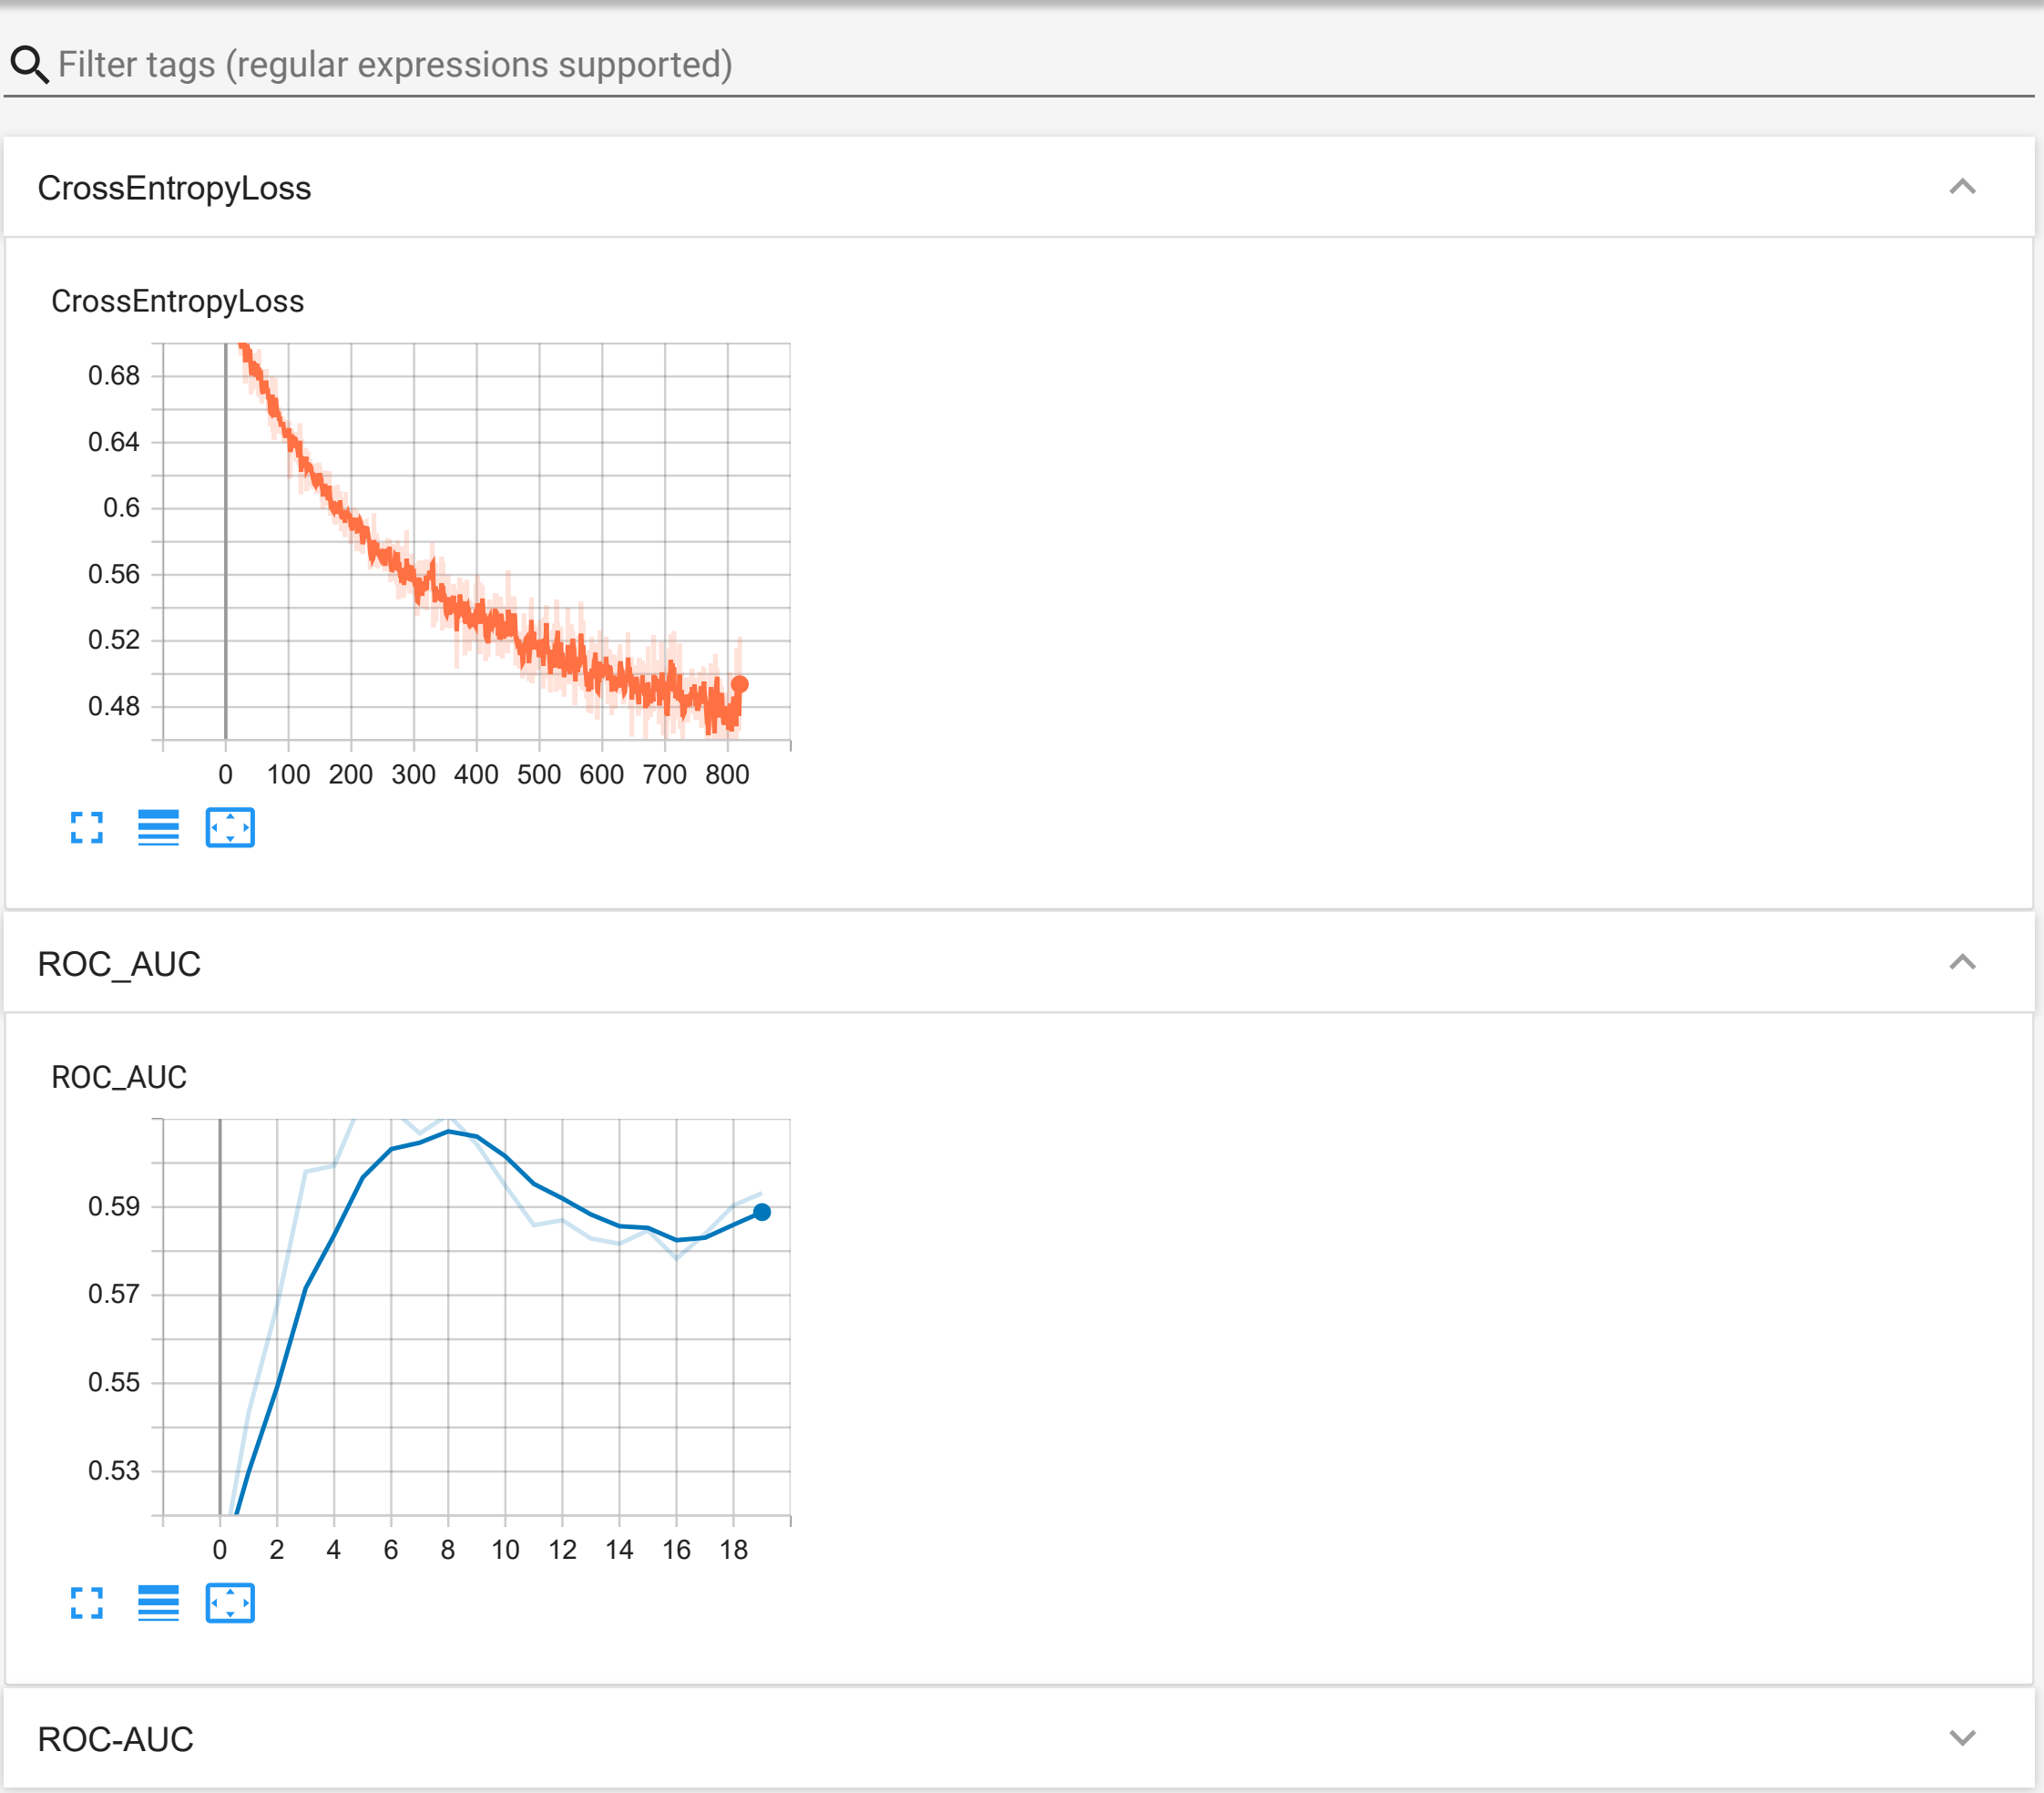 Filter tags (regular expressions supported)
CrossEntropyLoss
CrossEntropyLoss
0.68
0.64
0.6
0.56
0.52
0.48
0 100 200 300 400 500 600 700 800
ROC_AUC
ROC_AUC
0.59
0.57
0.55
0.53
0 2 4 6 8 10 12 14 16 18
ROC-AUC